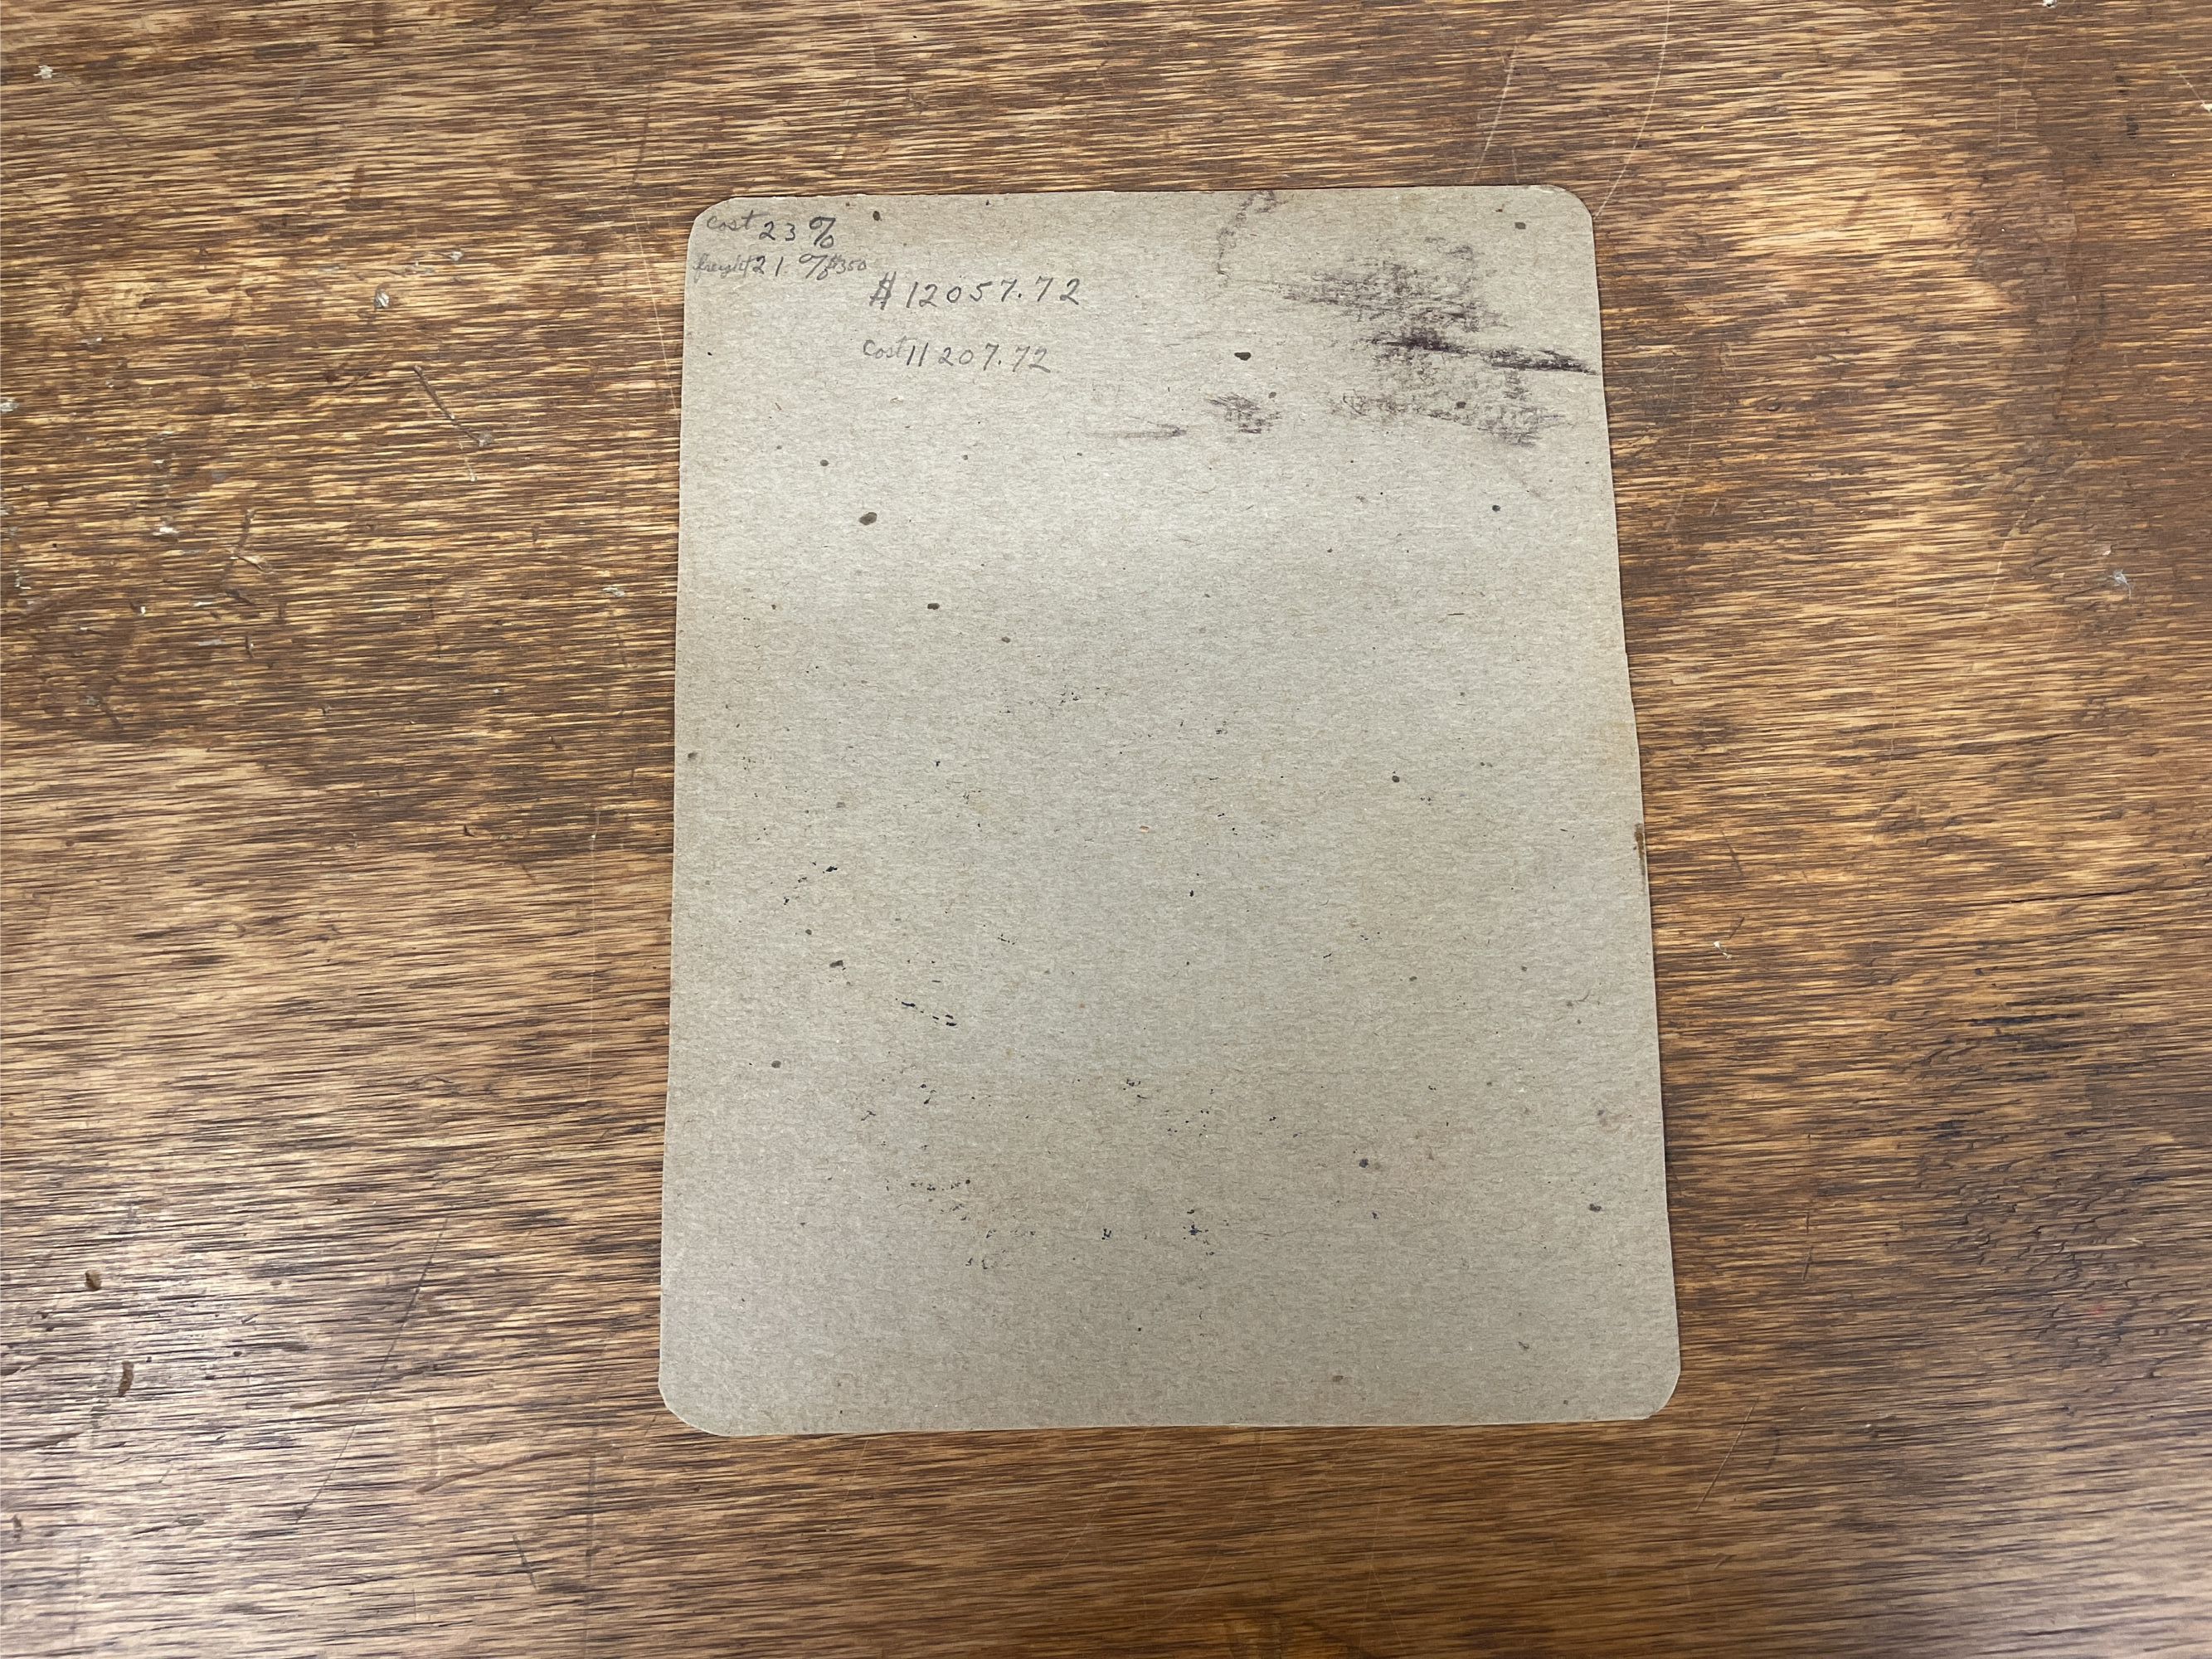 cost 23%
freight 21% $350
$12057.72
cost 11207.72